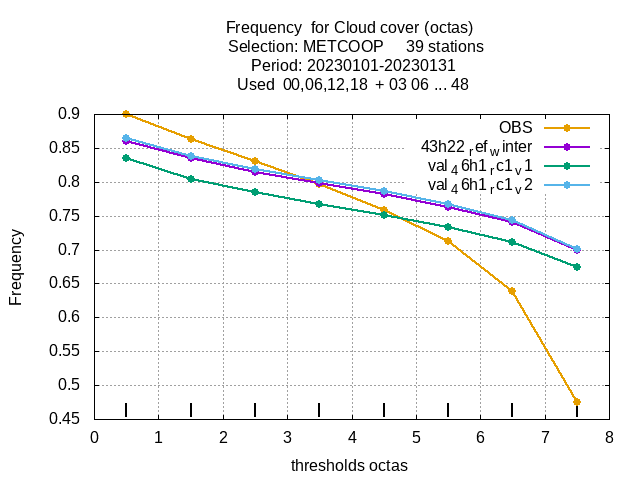 Frequency  for Cloud cover (octas)
Selection: METCOOP     39 stations
Period: 20230101-20230131
Used  00,06,12,18  + 03 06 ... 48
OBS
43h22_ref_winter
val_46h1_rc1_v1
val_46h1_rc1_v2
Frequency
0.9
0.85
0.8
0.75
0.7
0.65
0.6
0.55
0.5
0.45
0 1 2 3 4 5 6 7 8
thresholds octas